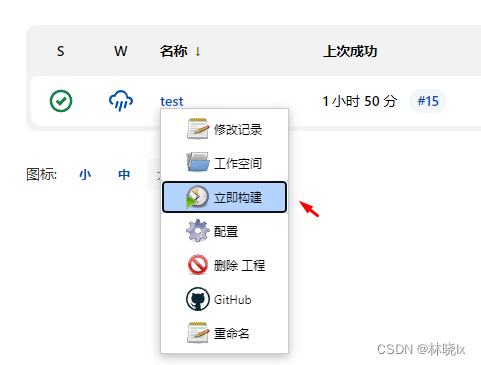 S W 名称 ↓ 上次成功
test 1 小时 50 分 #15
修改记录
工作空间
图标: 小 中
立即构建
配置
删除 工程
GitHub
重命名
CSDN @林晓lx